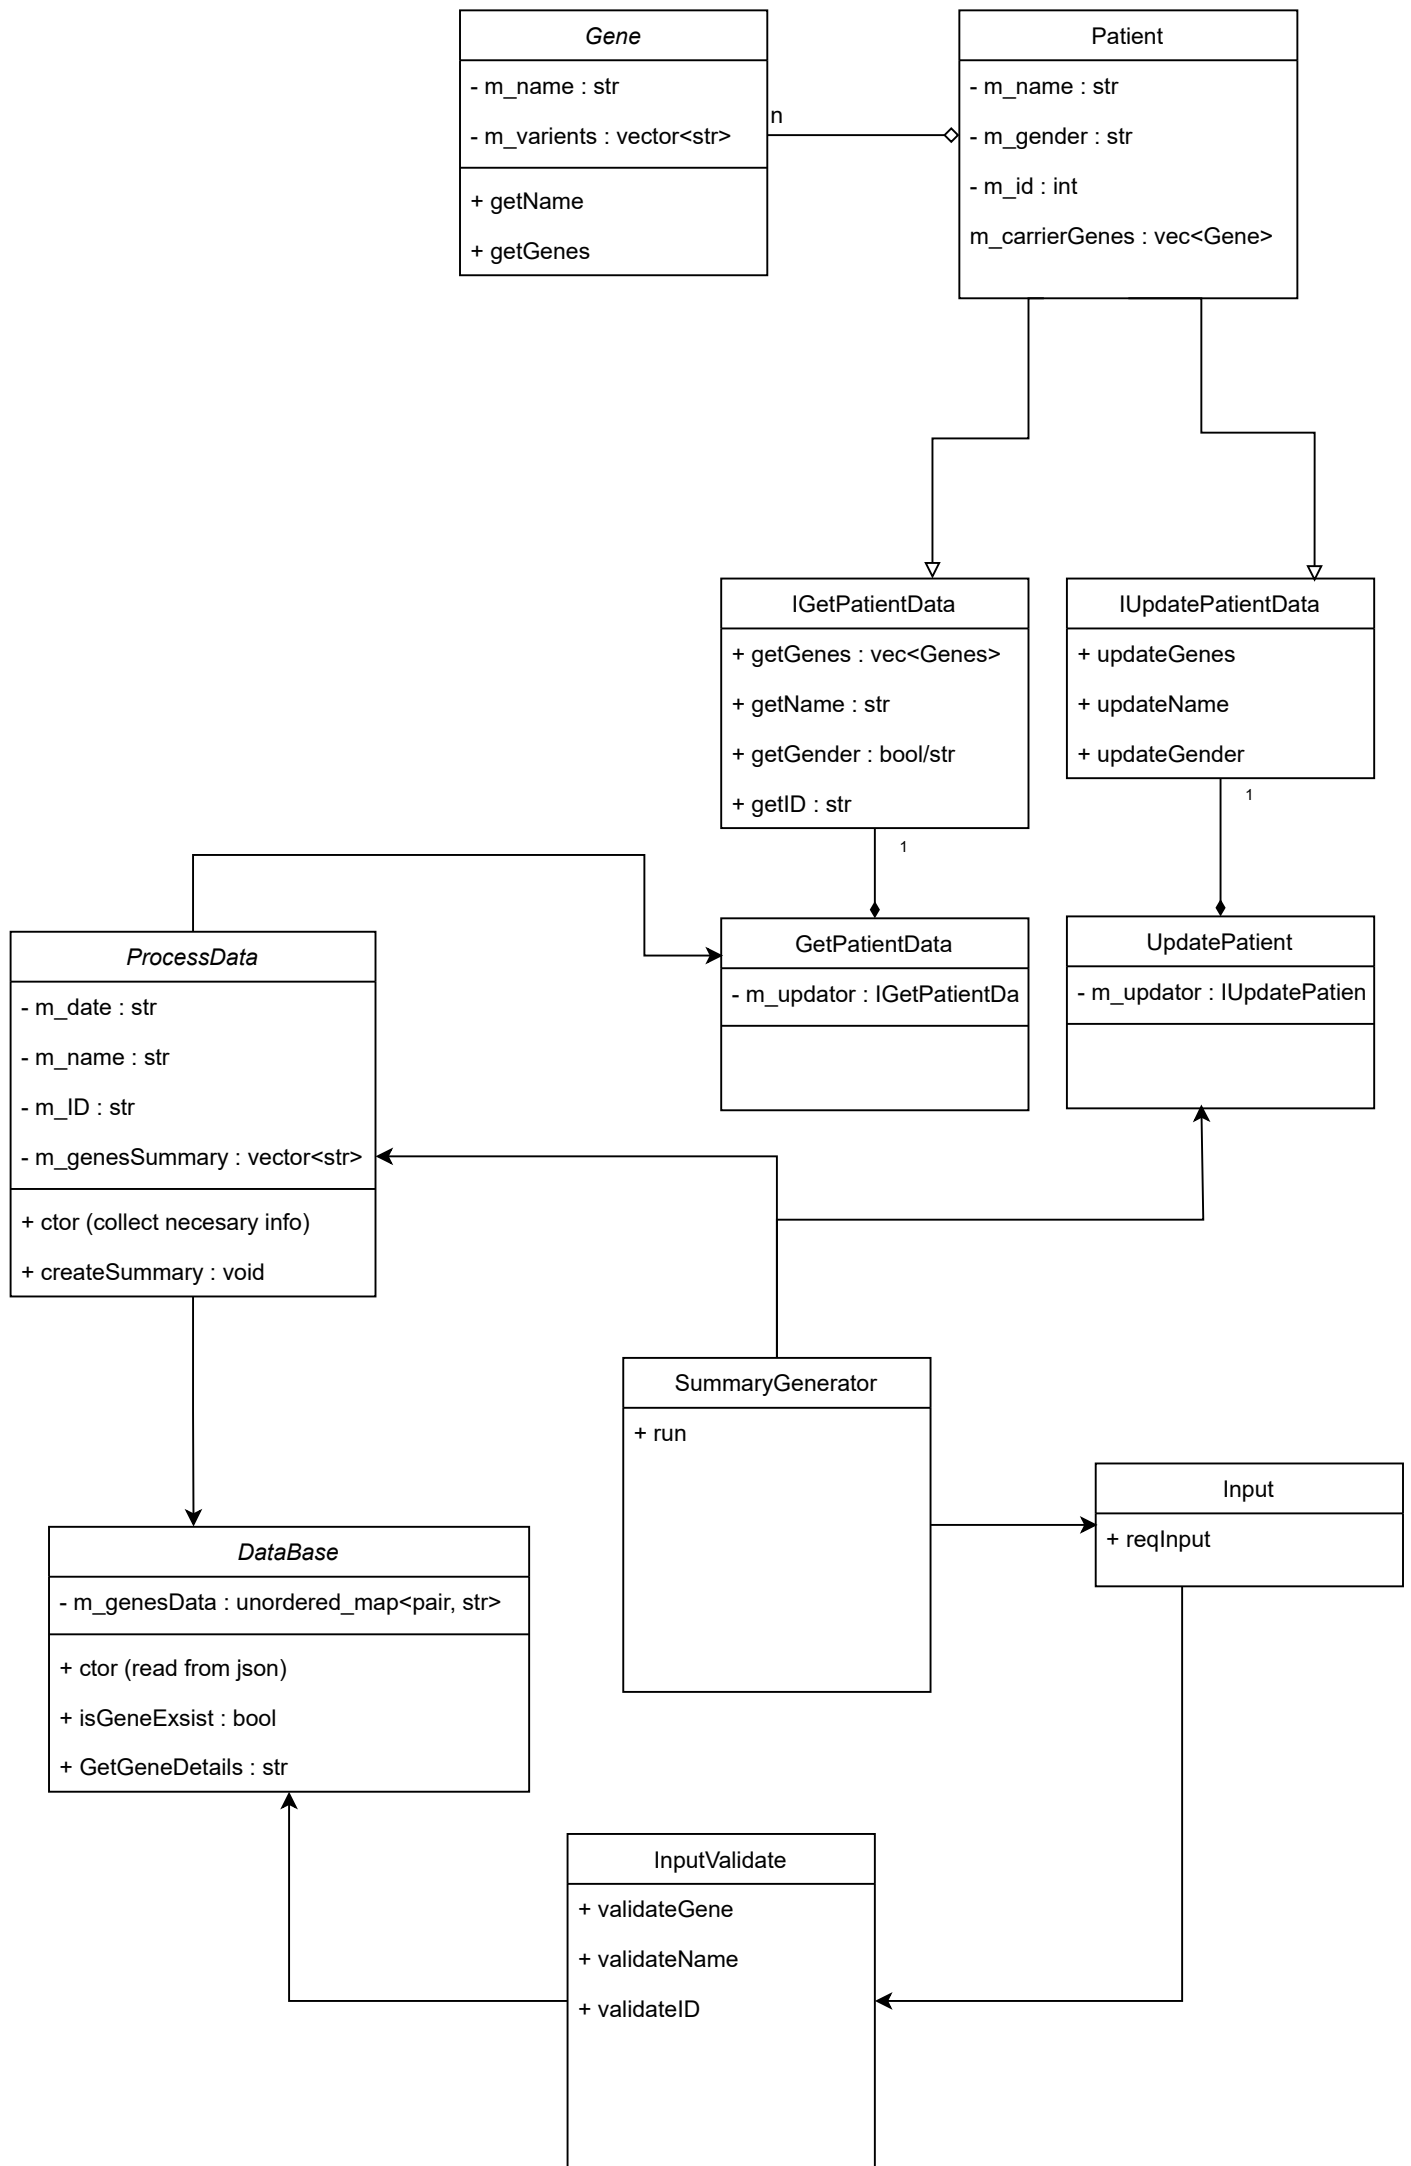 Gene
- m_name : str
- m_varients : vector<str>
+ getName
+ getGenes
n
Patient
- m_name : str
- m_gender : str
- m_id : int
m_carrierGenes : vec<Gene>
IGetPatientData
+ getGenes : vec<Genes>
+ getName : str
+ getGender : bool/str
+ getID : str
1
IUpdatePatientData
+ updateGenes
+ updateName
+ updateGender
1
ProcessData
- m_date : str
- m_name : str
- m_ID : str
- m_genesSummary : vector<str>
+ ctor (collect necesary info)
+ createSummary : void
GetPatientData
- m_updator : IGetPatientDa
UpdatePatient
- m_updator : IUpdatePatien
SummaryGenerator
+ run
Input
+ reqInput
DataBase
- m_genesData : unordered_map<pair, str>
+ ctor (read from json)
+ isGeneExsist : bool
+ GetGeneDetails : str
InputValidate
+ validateGene
+ validateName
+ validateID